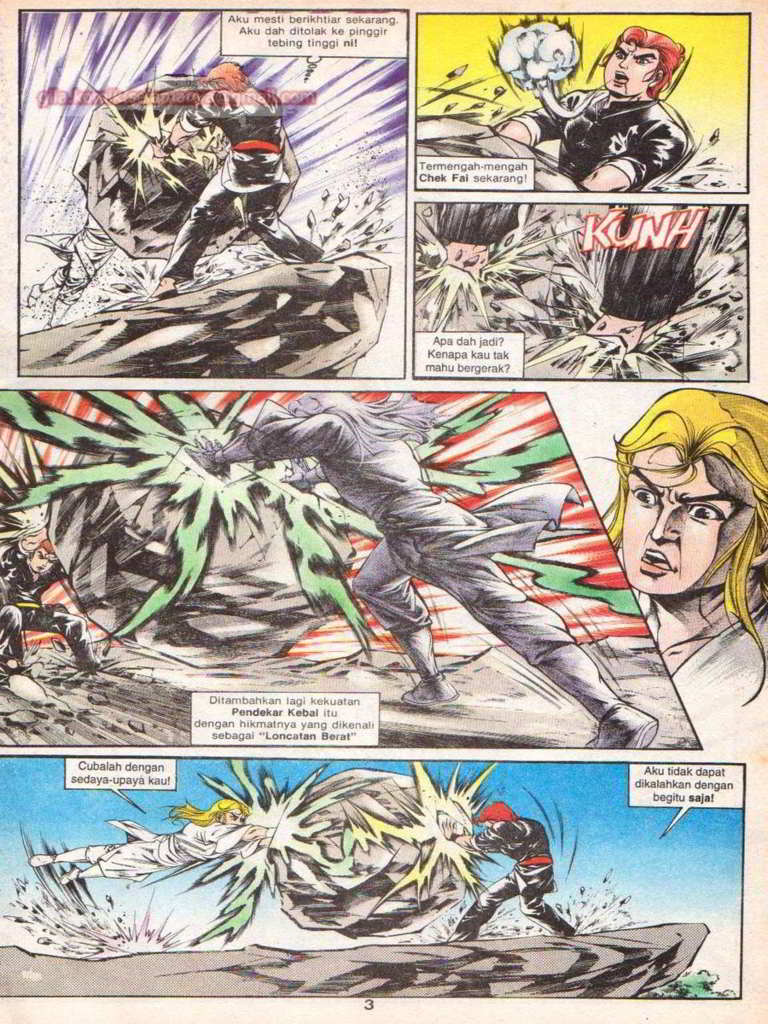 Aku mesti berikhtiar sekarang.
Aku dah ditolak ke pinggir
tebing tinggi ni!
Termengah-mengah
Chek Fai sekarang!
KUNH
Apa dah jadi?
Kenapa kau tak
mahu bergerak?
Ditambahkan lagi kekuatan
Pendekar Kebal itu
dengan hikmatnya yang dikenali
sebagai "Loncatan Berat"
Cubalah dengan
sedaya-upaya kau!
Aku tidak dapat
dikalahkan dengan
begitu saja!
3